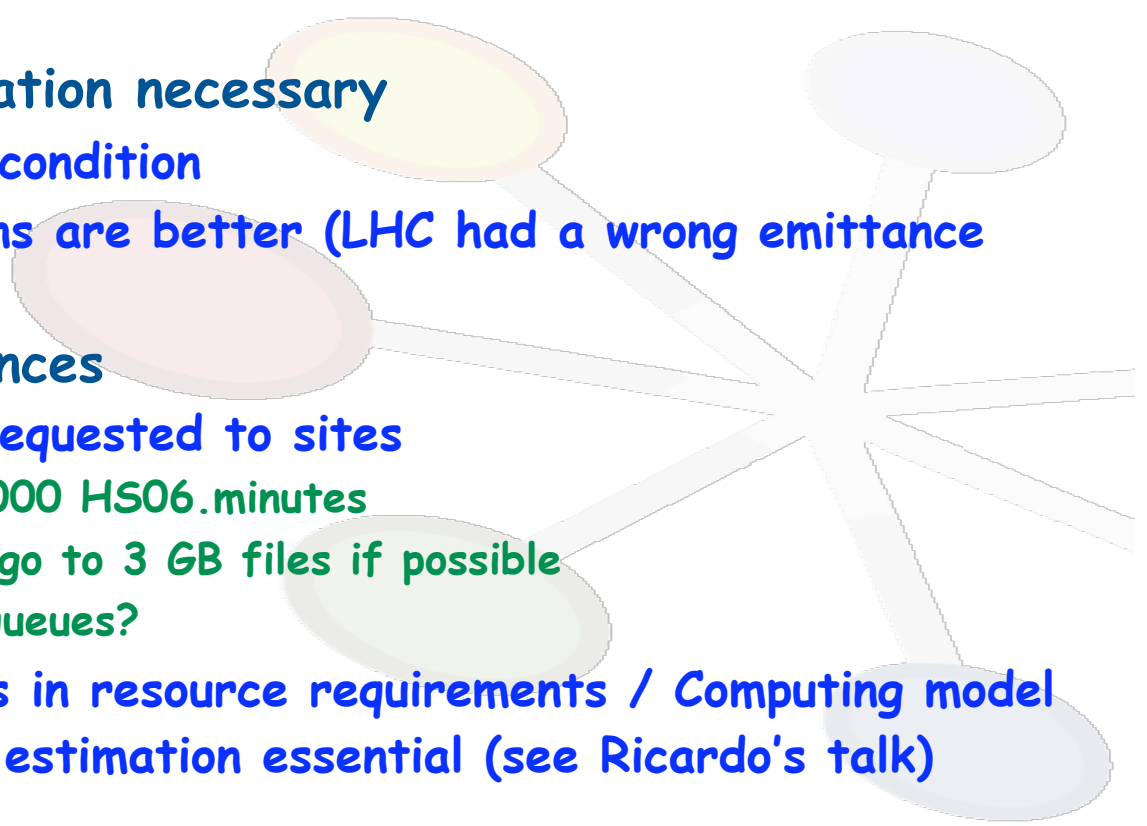 ation necessary
condition
ns are better (LHC had a wrong emittance
nces
equested to sites
000 HS06.minutes
go to 3 GB files if possible
queues?
s in resource requirements / Computing model
estimation essential (see Ricardo's talk)